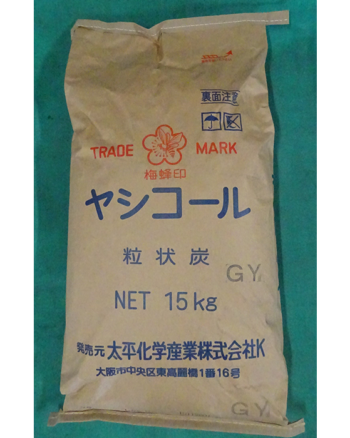 裏面注意
TRADE MARK
梅蜂印
ヤシコール
粒状炭
GY
NET 15kg
発売元 太平化学産業株式会社K
大阪市中央区東高麗橋1番16号
GY